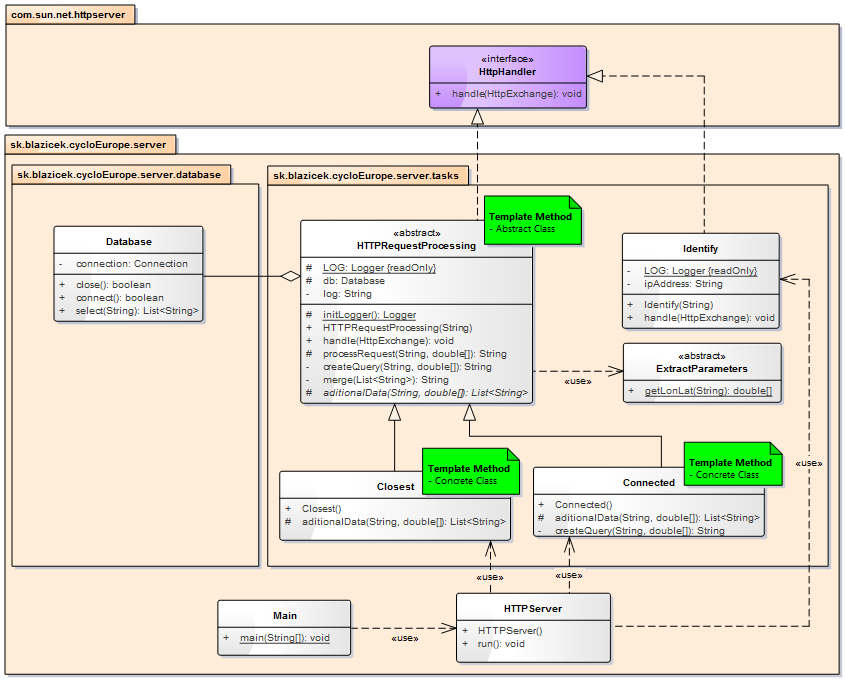 com.sun.net.httpserver
«interface»
HttpHandler
+ handle(HttpExchange): void
sk.blazicek.cycloEurope.server
sk.blazicek.cycloEurope.server.database
sk.blazicek.cycloEurope.server.tasks
Database
- connection: Connection
+ close(): boolean
+ connect(): boolean
+ select(String): List<String>
Template Method
- Abstract Class
«abstract»
HTTPRequestProcessing
# LOG: Logger {readOnly}
# db: Database
- log: String
# initLogger(): Logger
+ HTTPRequestProcessing(String)
+ handle(HttpExchange): void
# processRequest(String, double[]): String
- createQuery(String, double[]): String
- merge(List<String>): String
# aditionalData(String, double[]): List<String>
Identify
- LOG: Logger {readOnly}
- ipAddress: String
+ Identify(String)
+ handle(HttpExchange): void
«abstract»
ExtractParameters
+ getLonLat(String): double[]
«use»
«use»
Template Method
- Concrete Class
Closest
+ Closest()
# aditionalData(String, double[]): List<String>
Template Method
- Concrete Class
Connected
+ Connected()
# aditionalData(String, double[]): List<String>
- createQuery(String, double[]): String
«use»
«use»
Main
+ main(String[]): void
«use»
HTTPServer
+ HTTPServer()
+ run(): void